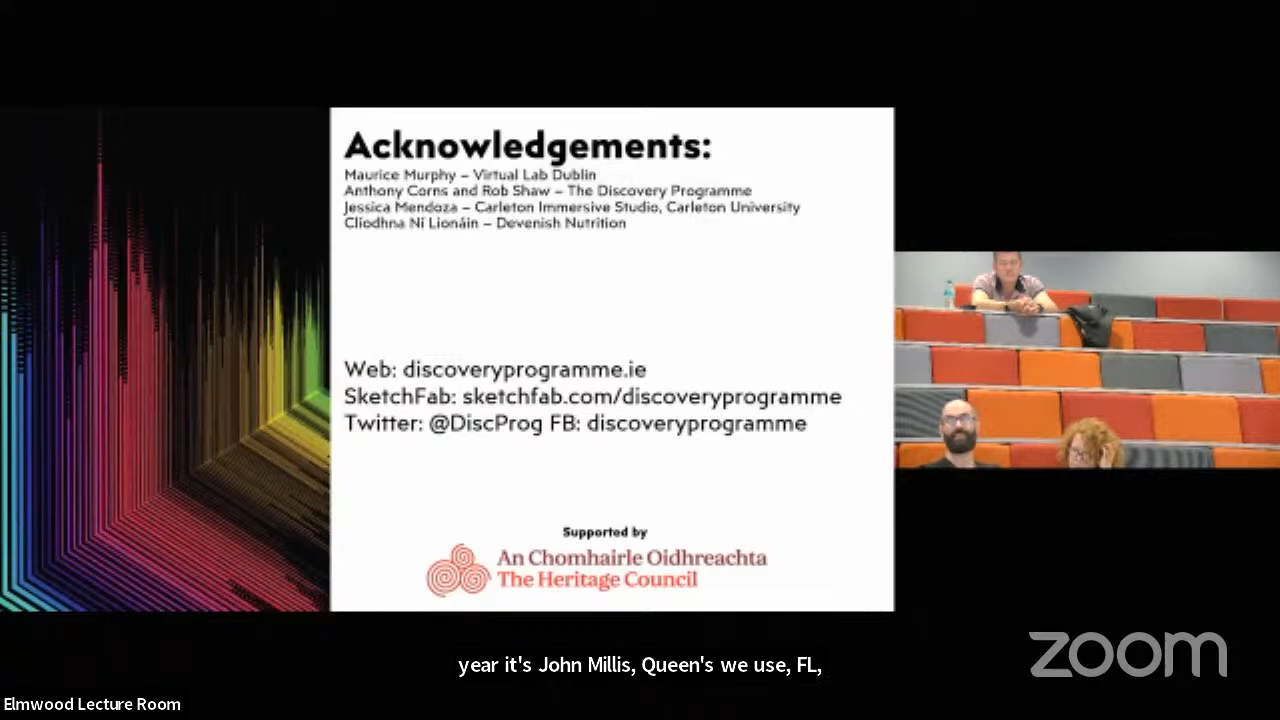 Acknowledgements:
Maurice Murphy – Virtual Lab Dublin
Anthony Corns and Rob Shaw – The Discovery Programme
Jessica Mendoza – Carleton Immersive Studio, Carleton University
Clíodhna Ní Lionáin – Devenish Nutrition
Web: discoveryprogramme.ie
SketchFab: sketchfab.com/discoveryprogramme
Twitter: @DiscProg FB: discoveryprogramme
Supported by
An Chomhairle Oidhreachta
The Heritage Council
year it's John Millis, Queen's we use, FL,
zoom
Elmwood Lecture Room